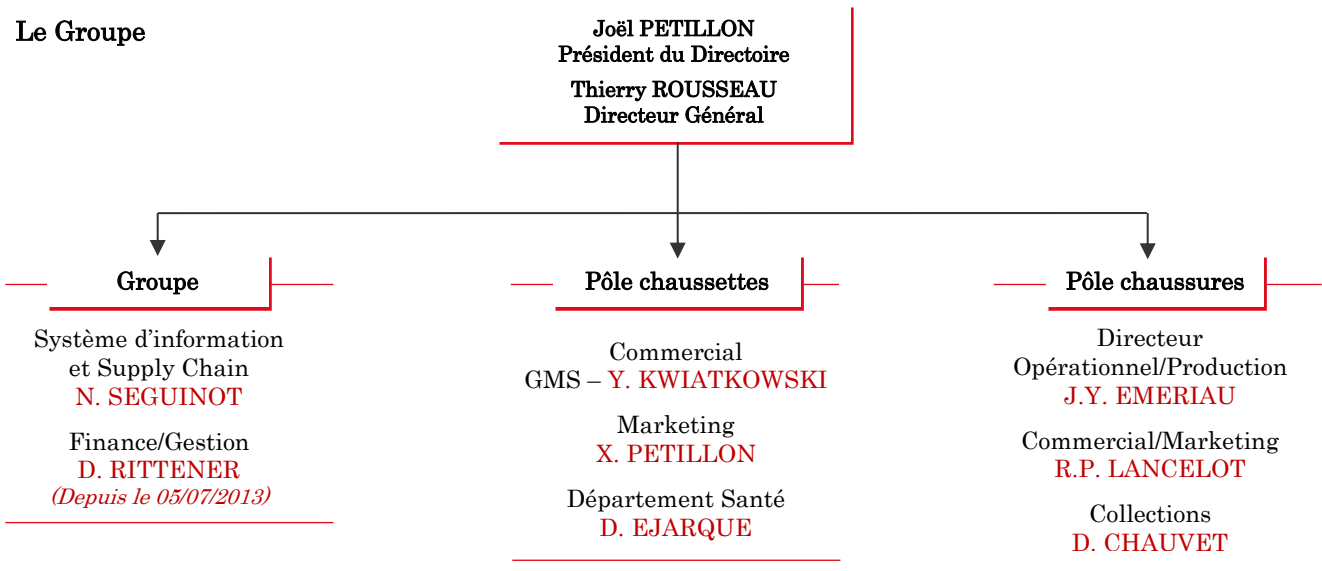 Le Groupe
Joël PETILLON
Président du Directoire
Thierry ROUSSEAU
Directeur Général
Groupe
Système d’information
et Supply Chain
N. SEGUINOT
Finance/Gestion
D. RITTENER
(Depuis le 05/07/2013)
Pôle chaussettes
Commercial
GMS – Y. KWIATKOWSKI
Marketing
X. PETILLON
Département Santé
D. EJARQUE
Pôle chaussures
Directeur
Opérationnel/Production
J.Y. EMERIAU
Commercial/Marketing
R.P. LANCELOT
Collections
D. CHAUVET